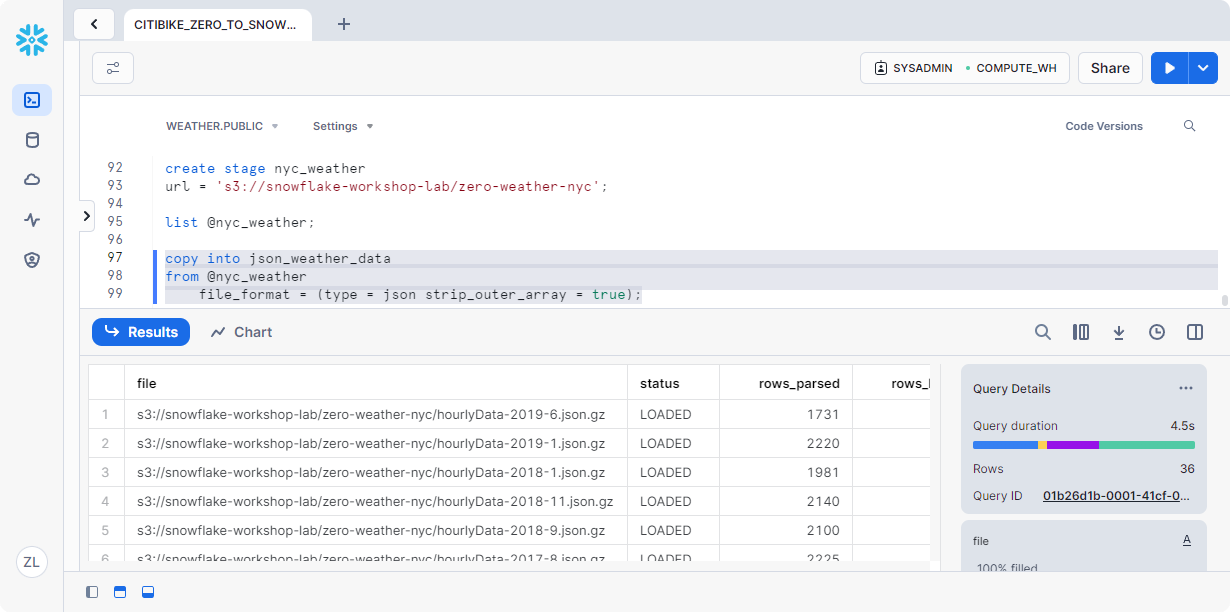 CITIBIKE_ZERO_TO_SNOW...
SYSADMIN COMPUTE_WH
Share
WEATHER.PUBLIC
Settings
Code Versions
92 create stage nyc_weather
93 url = 's3://snowflake-workshop-lab/zero-weather-nyc';
94
95 list @nyc_weather;
96
97 copy into json_weather_data
98 from @nyc_weather
99 file_format = (type = json strip_outer_array = true);
Results
Chart
file status rows_parsed rows_
1 s3://snowflake-workshop-lab/zero-weather-nyc/hourlyData-2019-6.json.gz LOADED 1731
2 s3://snowflake-workshop-lab/zero-weather-nyc/hourlyData-2019-1.json.gz LOADED 2220
3 s3://snowflake-workshop-lab/zero-weather-nyc/hourlyData-2018-1.json.gz LOADED 1981
4 s3://snowflake-workshop-lab/zero-weather-nyc/hourlyData-2018-11.json.gz LOADED 2140
5 s3://snowflake-workshop-lab/zero-weather-nyc/hourlyData-2018-9.json.gz LOADED 2100
6 s3://snowflake-workshop-lab/zero-weather-nyc/hourlyData-2017-8.json.gz LOADED 2225
Query Details
Query duration 4.5s
Rows 36
Query ID 01b26d1b-0001-41cf-0...
file A
100% filled
ZL